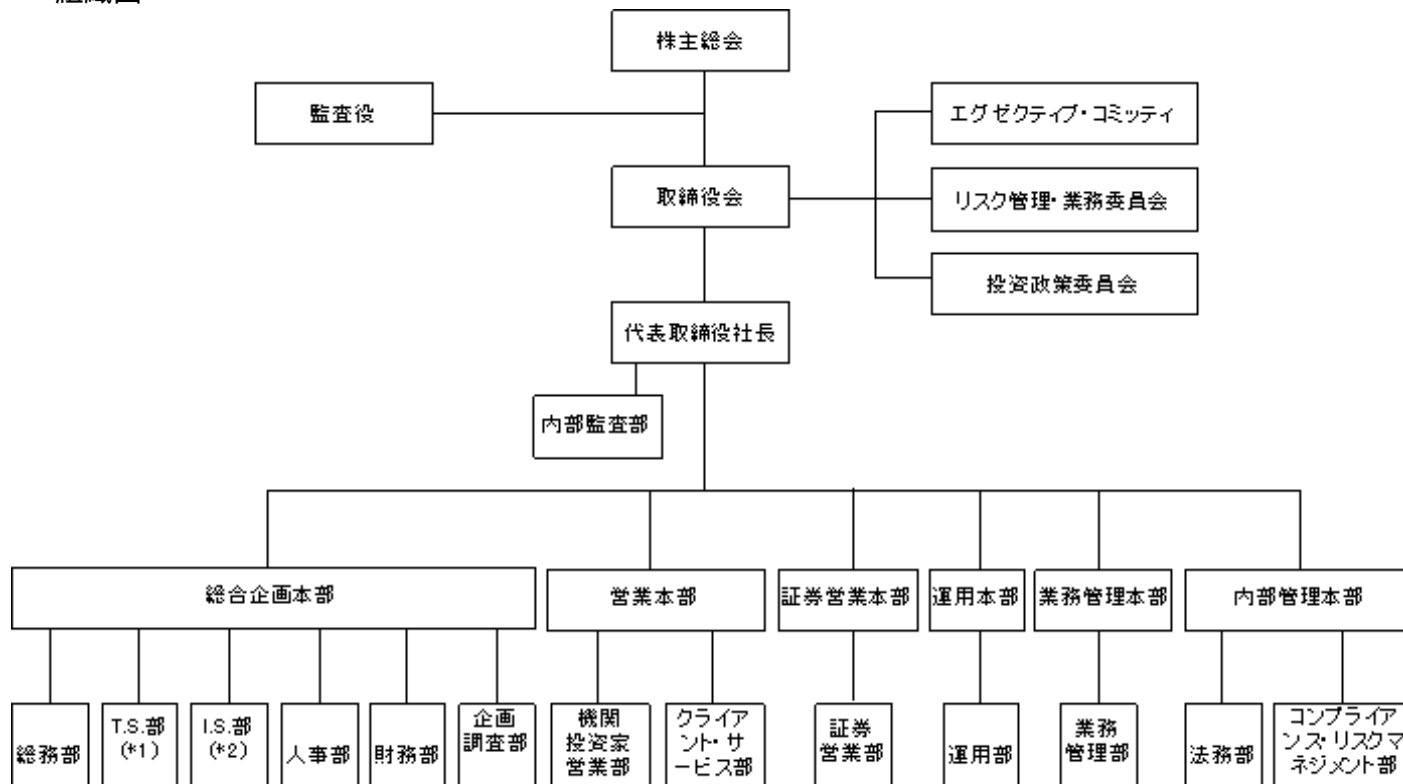 組織図
株主総会
監査役
エグゼクティブ・コミッティ
取締役会
リスク管理・業務委員会
投資政策委員会
代表取締役社長
内部監査部
総合企画本部
営業本部
証券営業本部
運用本部
業務管理本部
内部管理本部
総務部
T.S.部
(*1)
I.S.部
(*2)
人事部
財務部
企画
調査部
機関
投資家
営業部
クライア
ント・サ
ービス部
証券
営業部
運用部
業務
管理部
法務部
コンプライア
ンス・リスクマ
ネジメント部